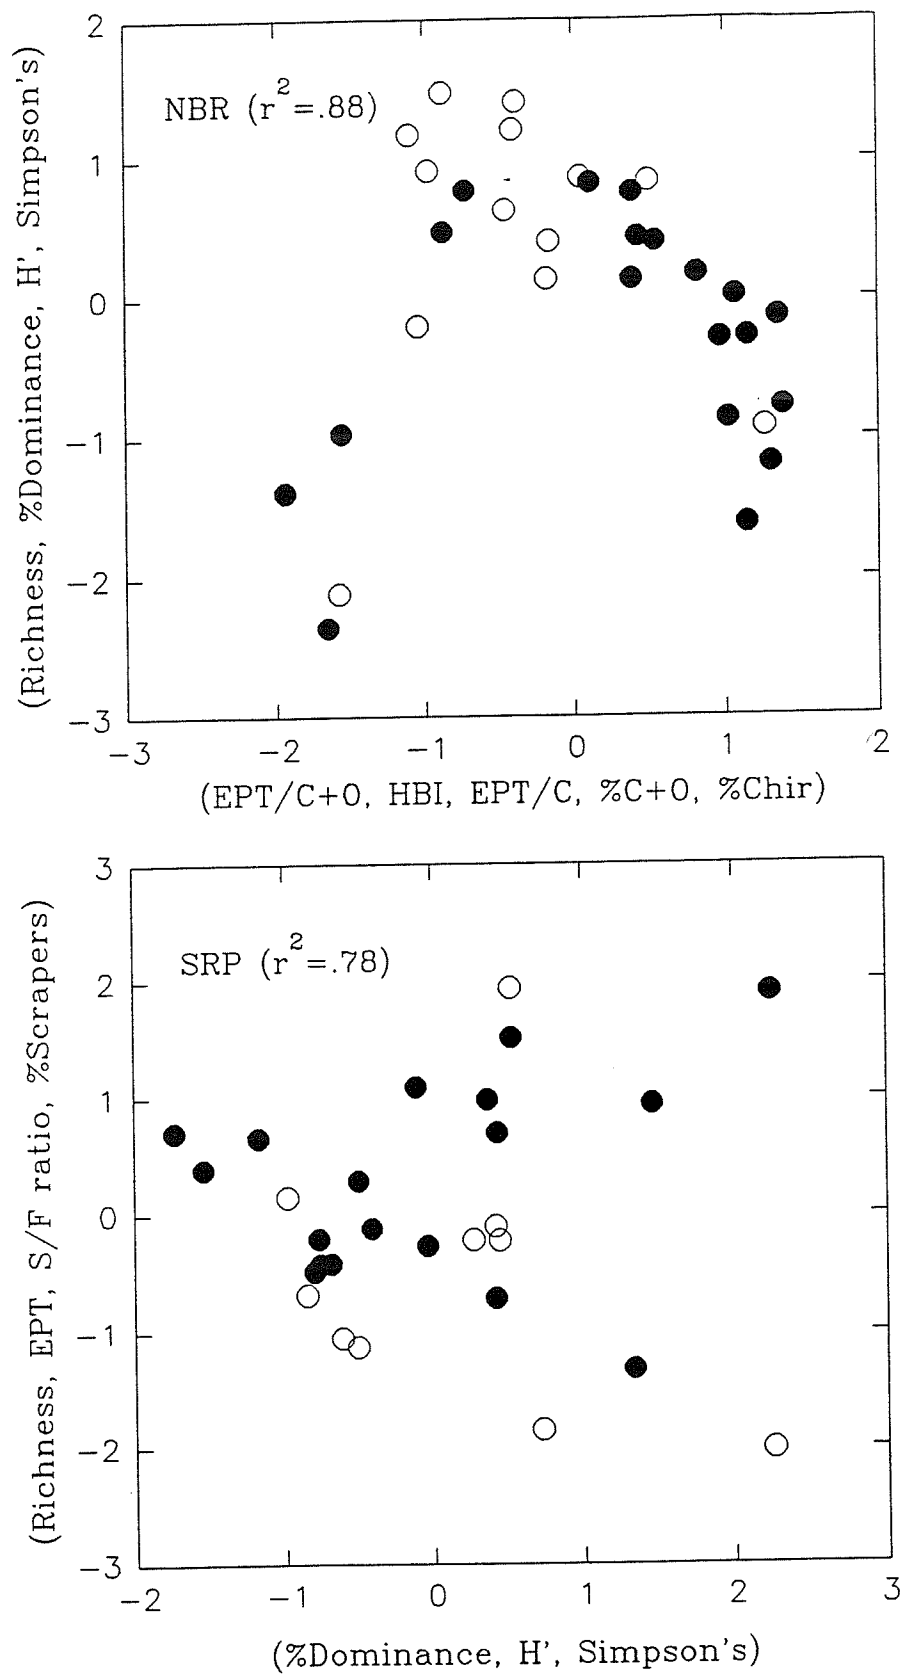 (Richness, %Dominance, H', Simpson's)
NBR (r2=.88)
2
1
0
−1
−2
−3
−3 −2 −1 0 1 2
(EPT/C+O, HBI, EPT/C, %C+O, %Chir)
(Richness, EPT, S/F ratio, %Scrapers)
SRP (r2=.78)
3
2
1
0
−1
−2
−3
−2 −1 0 1 2 3
(%Dominance, H', Simpson's)